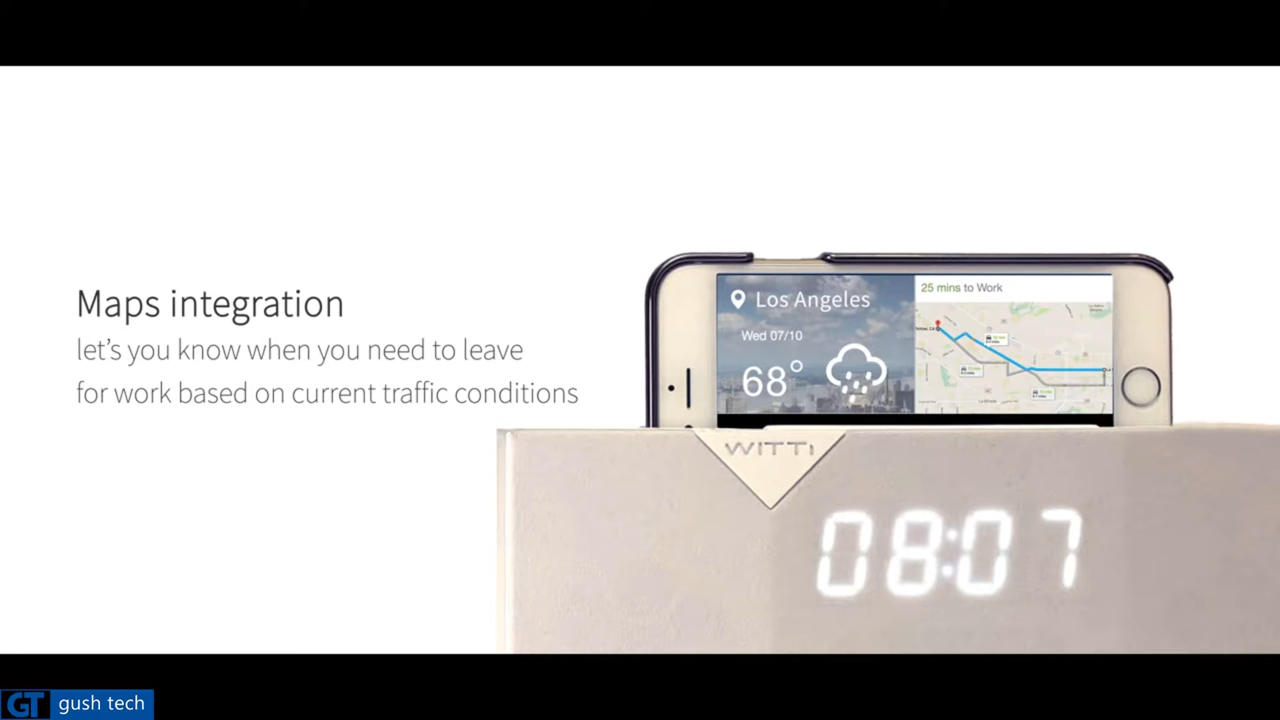 Maps integration
let's you know when you need to leave
for work based on current traffic conditions
Los Angeles
Wed 07/10
68°
25 mins to Work
WITTI
08:07
GT gush tech